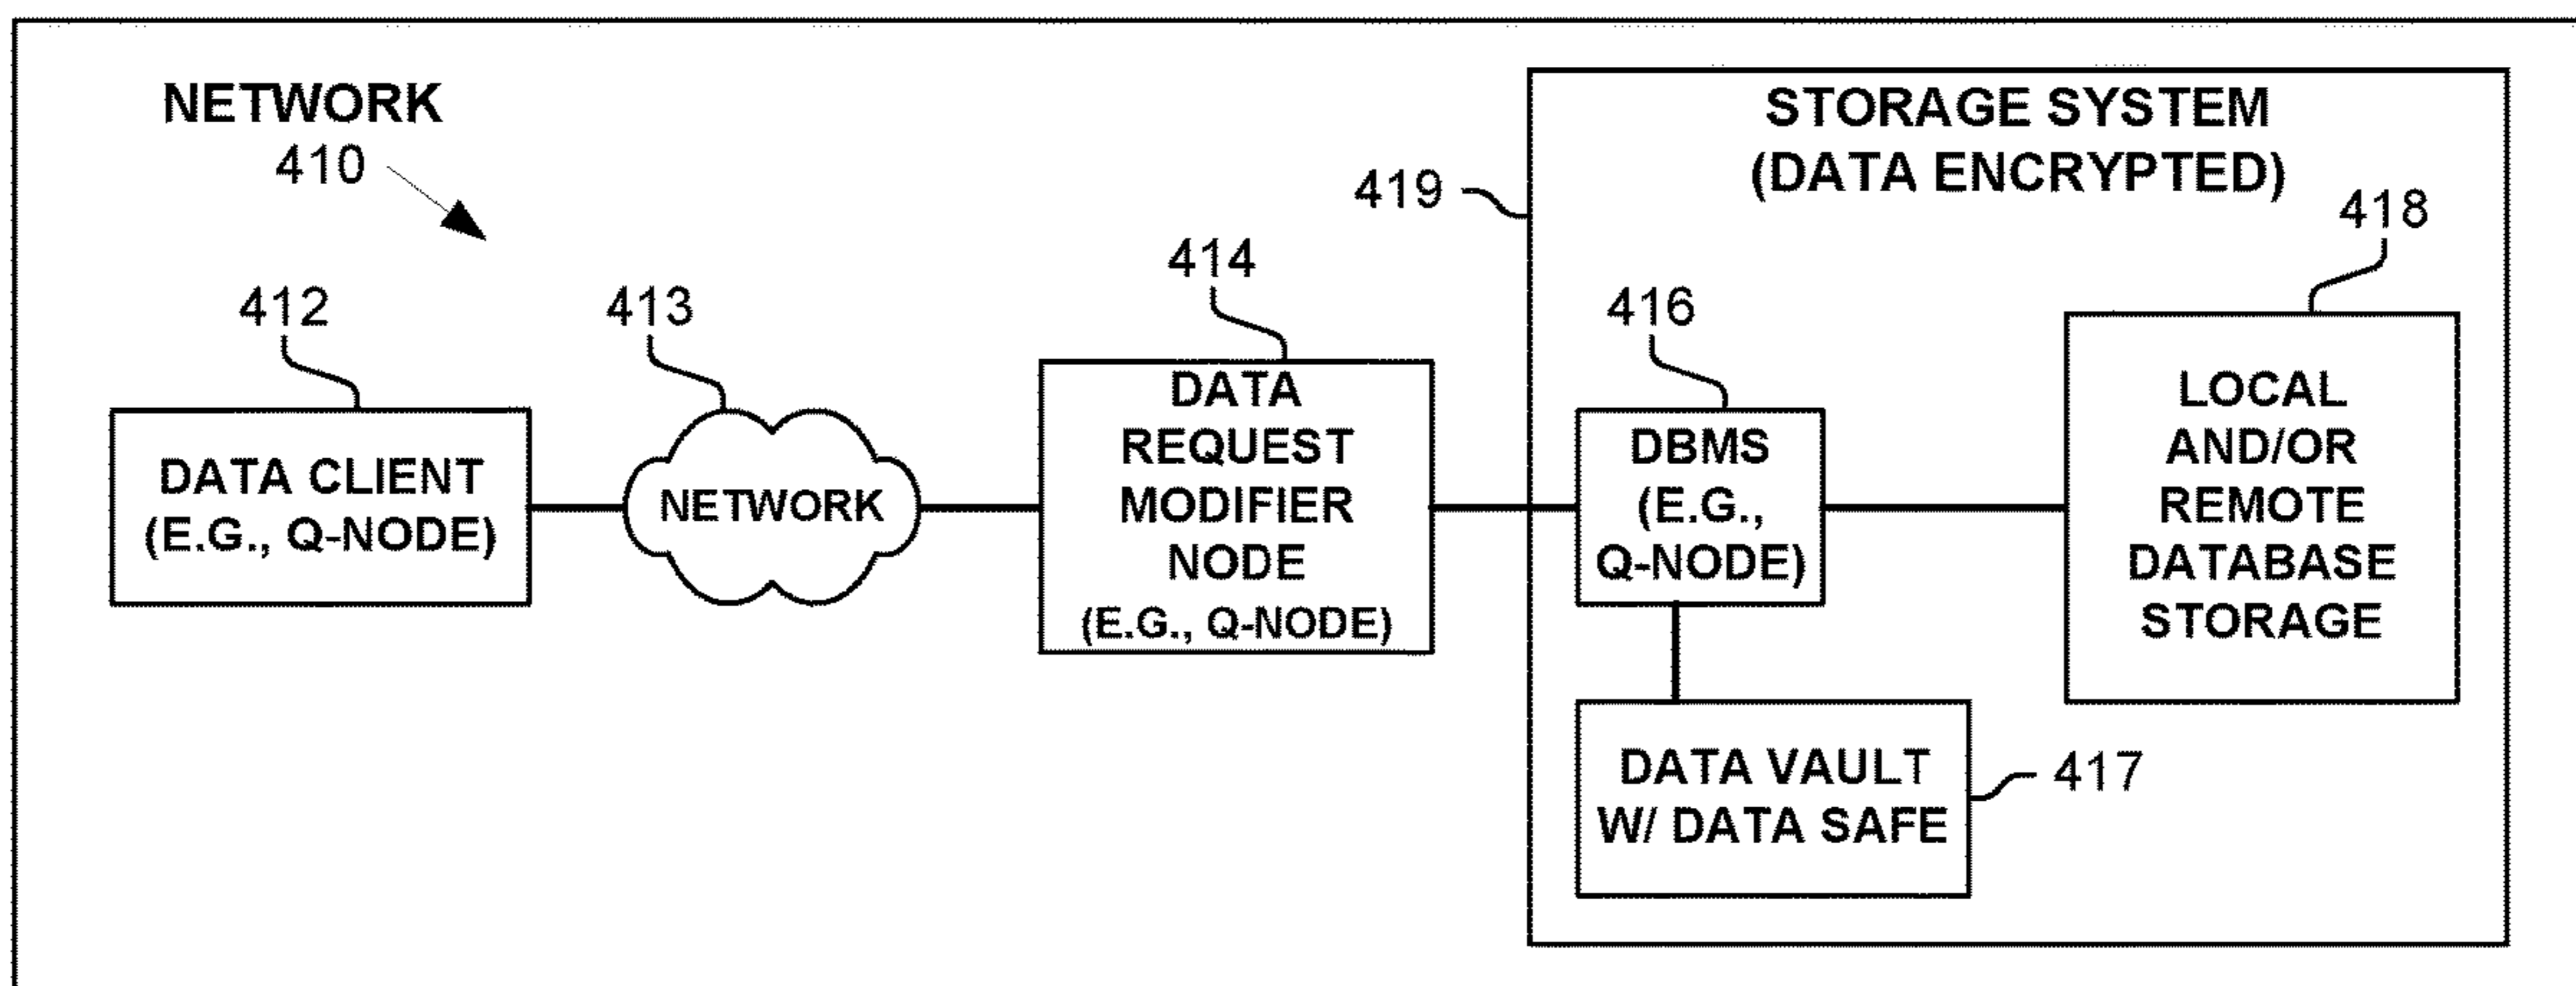 NETWORK
410
STORAGE SYSTEM
(DATA ENCRYPTED)
419
418
414
412
413
416
DATA CLIENT
(E.G., Q-NODE)
NETWORK
DATA
REQUEST
MODIFIER
NODE
(E.G., Q-NODE)
DBMS
(E.G.,
Q-NODE)
LOCAL
AND/OR
REMOTE
DATABASE
STORAGE
DATA VAULT
W/ DATA SAFE
417